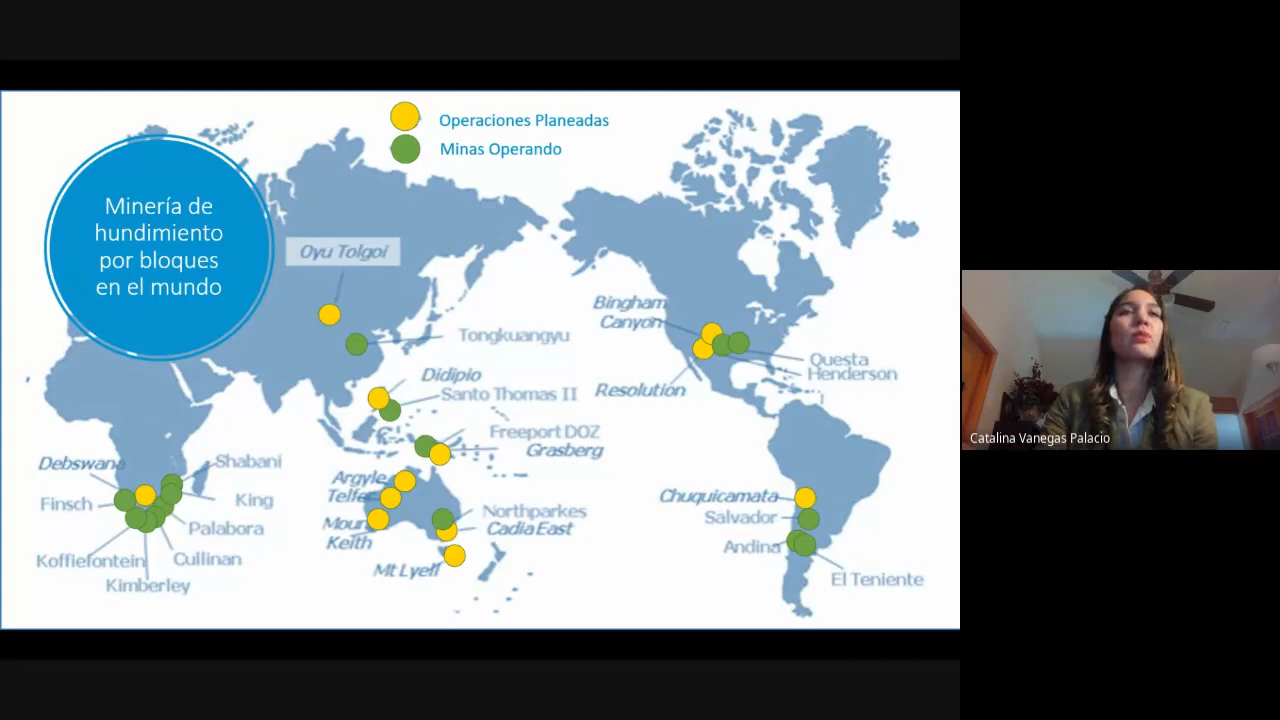 Operaciones Planeadas
Minas Operando
Minería de
hundimiento
por bloques
en el mundo
Oyu Tolgoi
Tongkuangyu
Didipio
Santo Thomas II
Freeport DOZ
Grasberg
Argyle
Telfer
Mount
Keith
Northparkes
Cadia East
Mt Lyell
Debswana
Shabani
Finsch
King
Palabora
Koffiefontein
Cullinan
Kimberley
Bingham
Canyon
Questa
Henderson
Resolution
Chuquicamata
Salvador
Andina
El Teniente
Catalina Vanegas Palacio